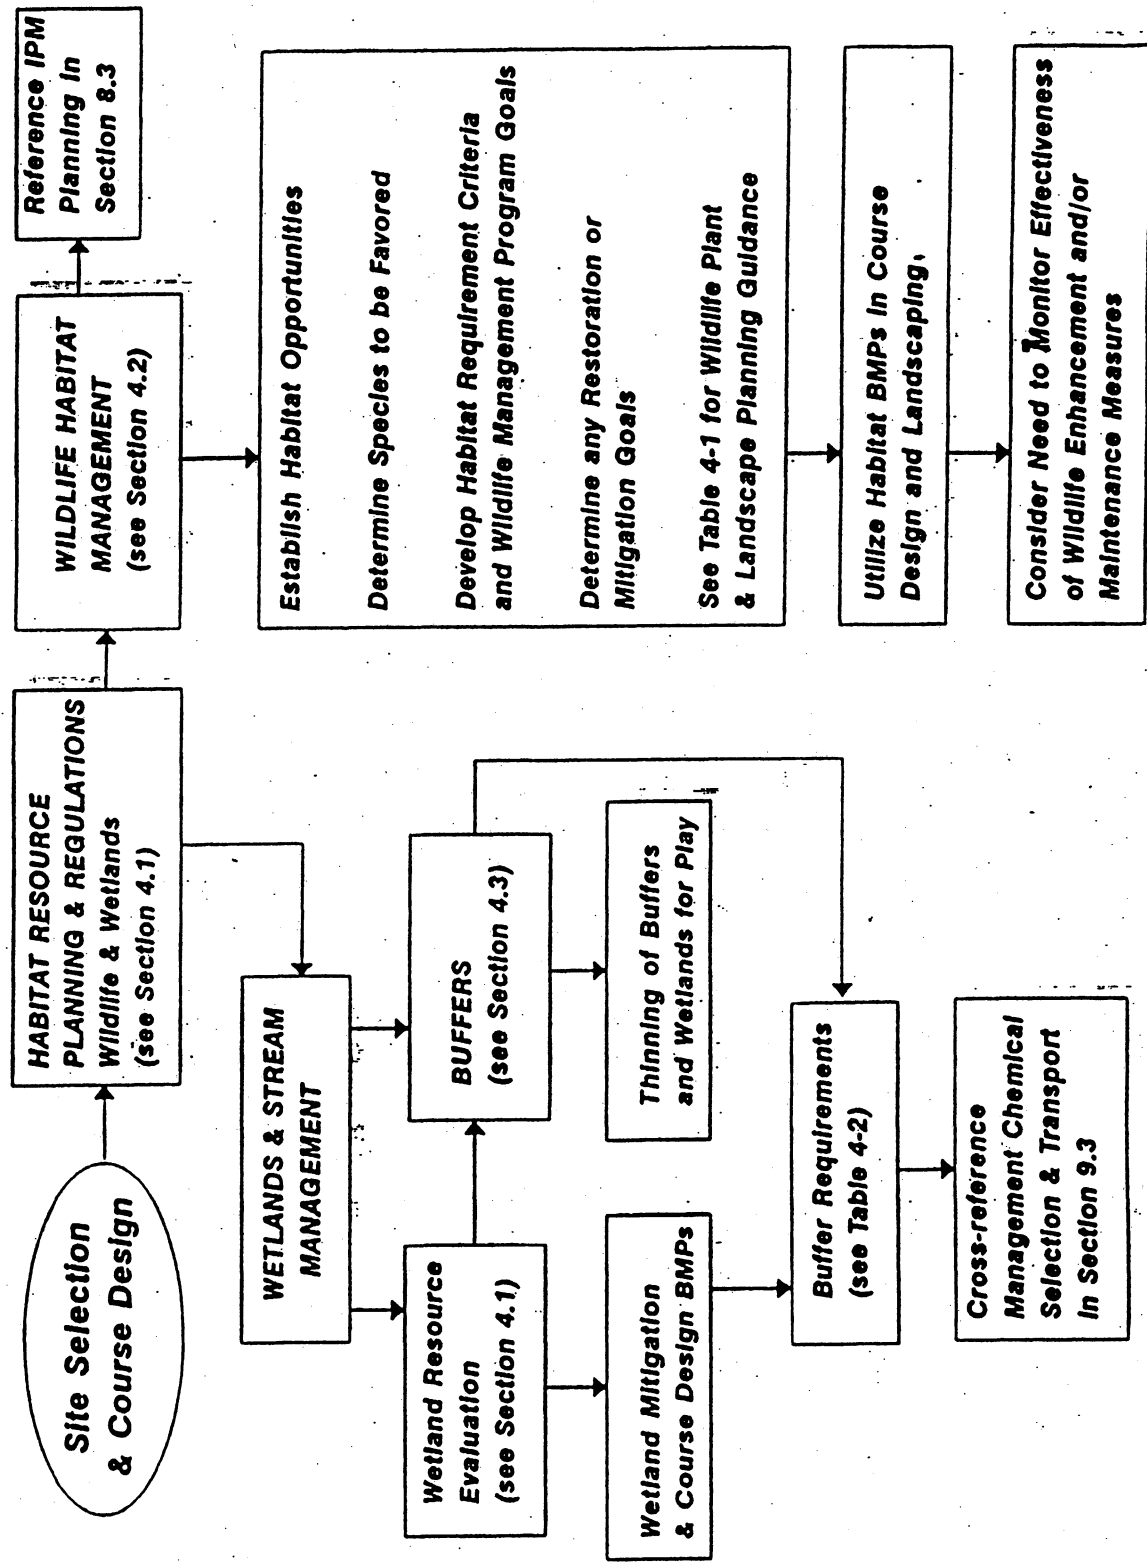 Site Selection
& Course Design
HABITAT RESOURCE
PLANNING & REGULATIONS
Wildlife & Wetlands
(see Section 4.1)
WILDLIFE HABITAT
MANAGEMENT
(see Section 4.2)
Reference IPM
Planning in
Section 8.3
WETLANDS & STREAM
MANAGEMENT
Wetland Resource
Evaluation
(see Section 4.1)
BUFFERS
(see Section 4.3)
Wetland Mitigation
& Course Design BMPs
Thinning of Buffers
and Wetlands for Play
Buffer Requirements
(see Table 4-2)
Cross-reference
Management Chemical
Selection & Transport
in Section 9.3
Establish Habitat Opportunities
Determine Species to be Favored
Develop Habitat Requirement Criteria
and Wildlife Management Program Goals
Determine any Restoration or
Mitigation Goals
See Table 4-1 for Wildlife Plant
& Landscape Planning Guidance
Utilize Habitat BMPs in Course
Design and Landscaping
Consider Need to Monitor Effectiveness
of Wildlife Enhancement and/or
Maintenance Measures